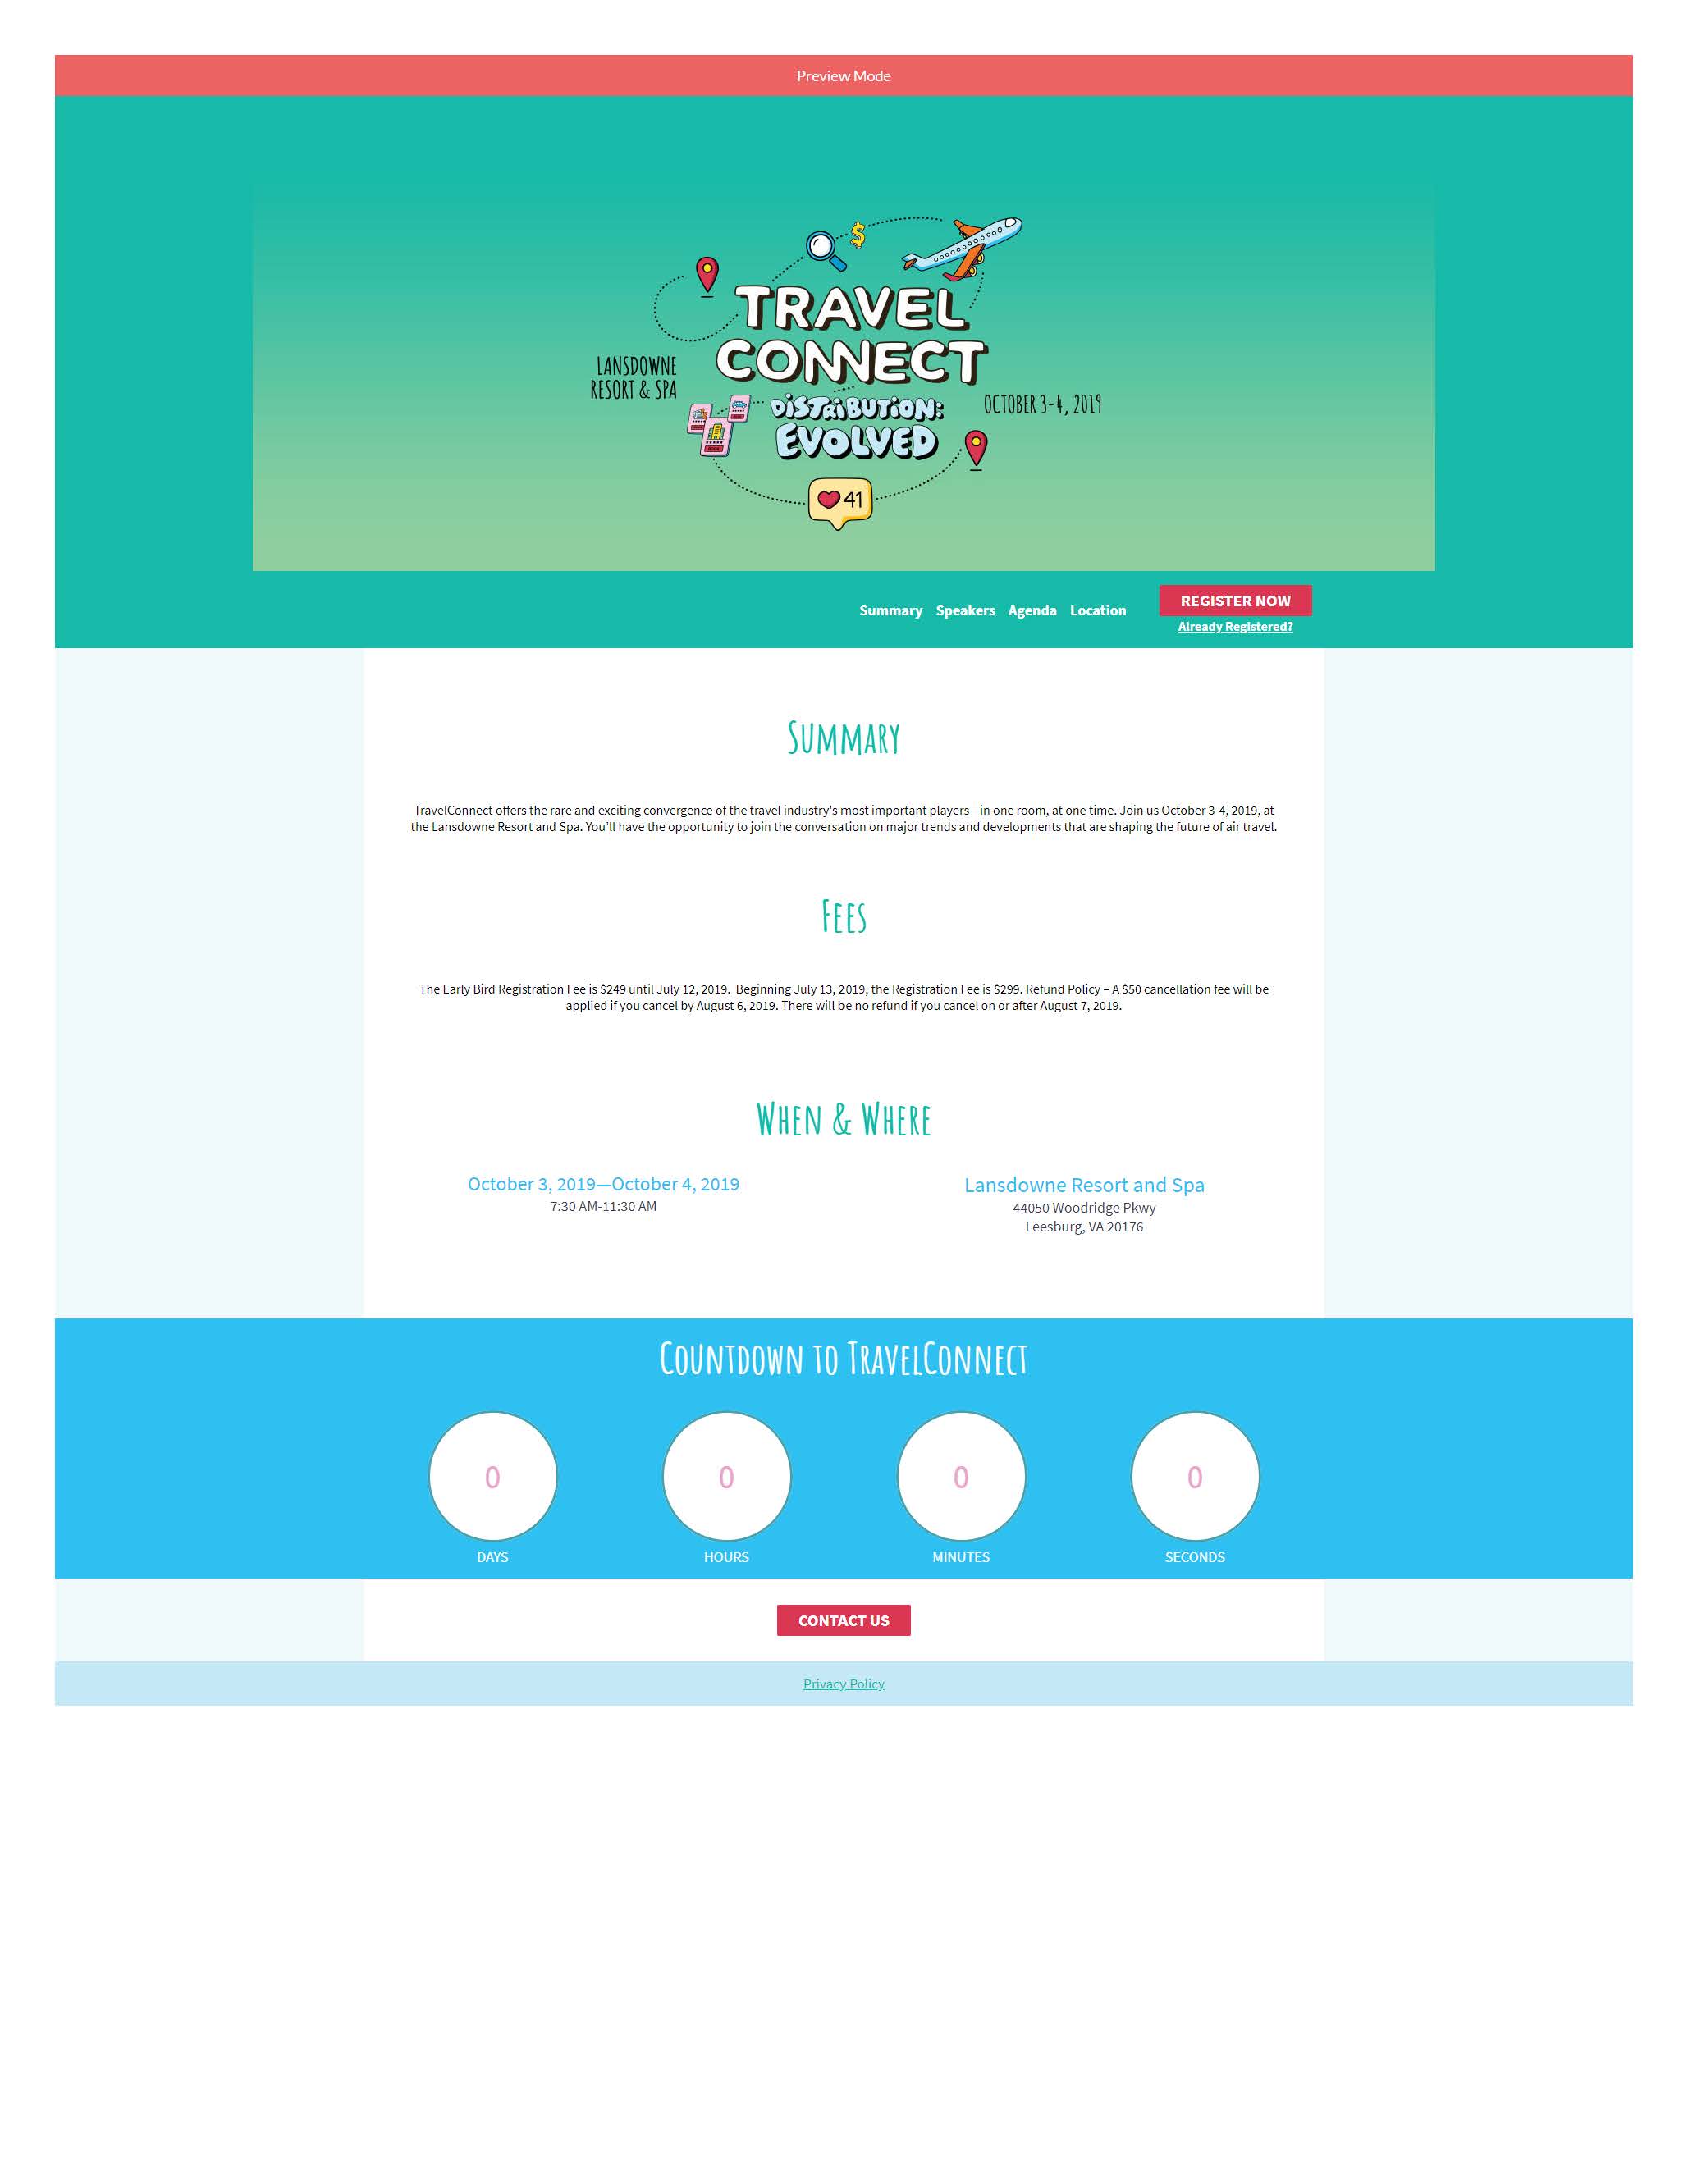 Preview Mode
$
TRAVEL
CONNECT
LANSDOWNE
RESORT & SPA
DISTRIBUTION:
EVOLVED
OCTOBER 3-4, 2019
41
Summary Speakers Agenda Location
REGISTER NOW
Already Registered?
SUMMARY
TravelConnect offers the rare and exciting convergence of the travel industry's most important players—in one room, at one time. Join us October 3-4, 2019, at
the Lansdowne Resort and Spa. You'll have the opportunity to join the conversation on major trends and developments that are shaping the future of air travel.
FEES
The Early Bird Registration Fee is $249 until July 12, 2019.  Beginning July 13, 2019, the Registration Fee is $299. Refund Policy – A $50 cancellation fee will be
applied if you cancel by August 6, 2019. There will be no refund if you cancel on or after August 7, 2019.
WHEN & WHERE
October 3, 2019—October 4, 2019
7:30 AM-11:30 AM
Lansdowne Resort and Spa
44050 Woodridge Pkwy
Leesburg, VA 20176
COUNTDOWN TO TRAVELCONNECT
0 0 0 0
DAYS HOURS MINUTES SECONDS
CONTACT US
Privacy Policy